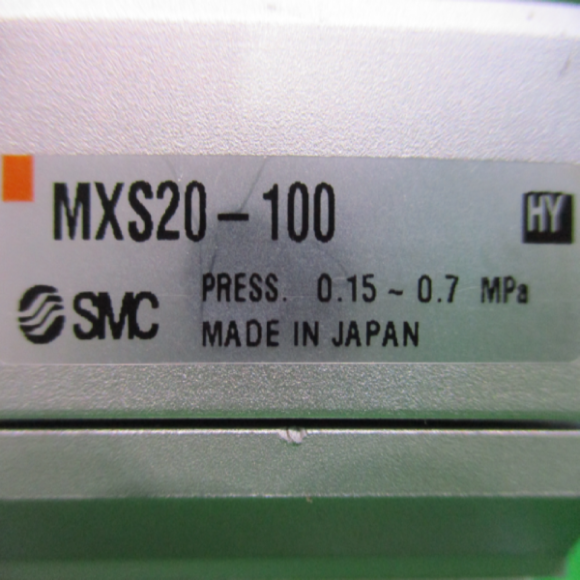 MXS20-100
HY
PRESS. 0.15~0.7 MPa
SMC
MADE IN JAPAN